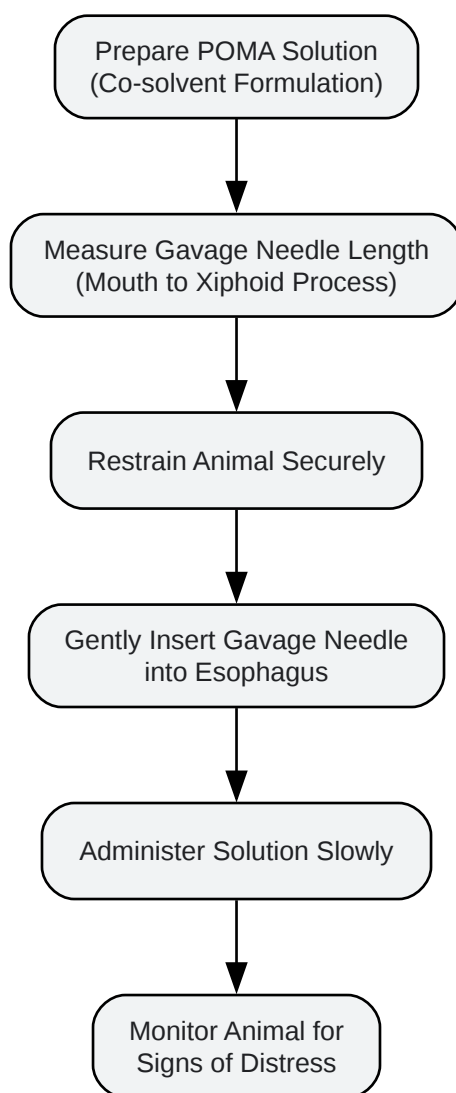 Prepare POMA Solution
(Co-solvent Formulation)
Measure Gavage Needle Length
(Mouth to Xiphoid Process)
Restrain Animal Securely
Gently Insert Gavage Needle
into Esophagus
Administer Solution Slowly
Monitor Animal for
Signs of Distress